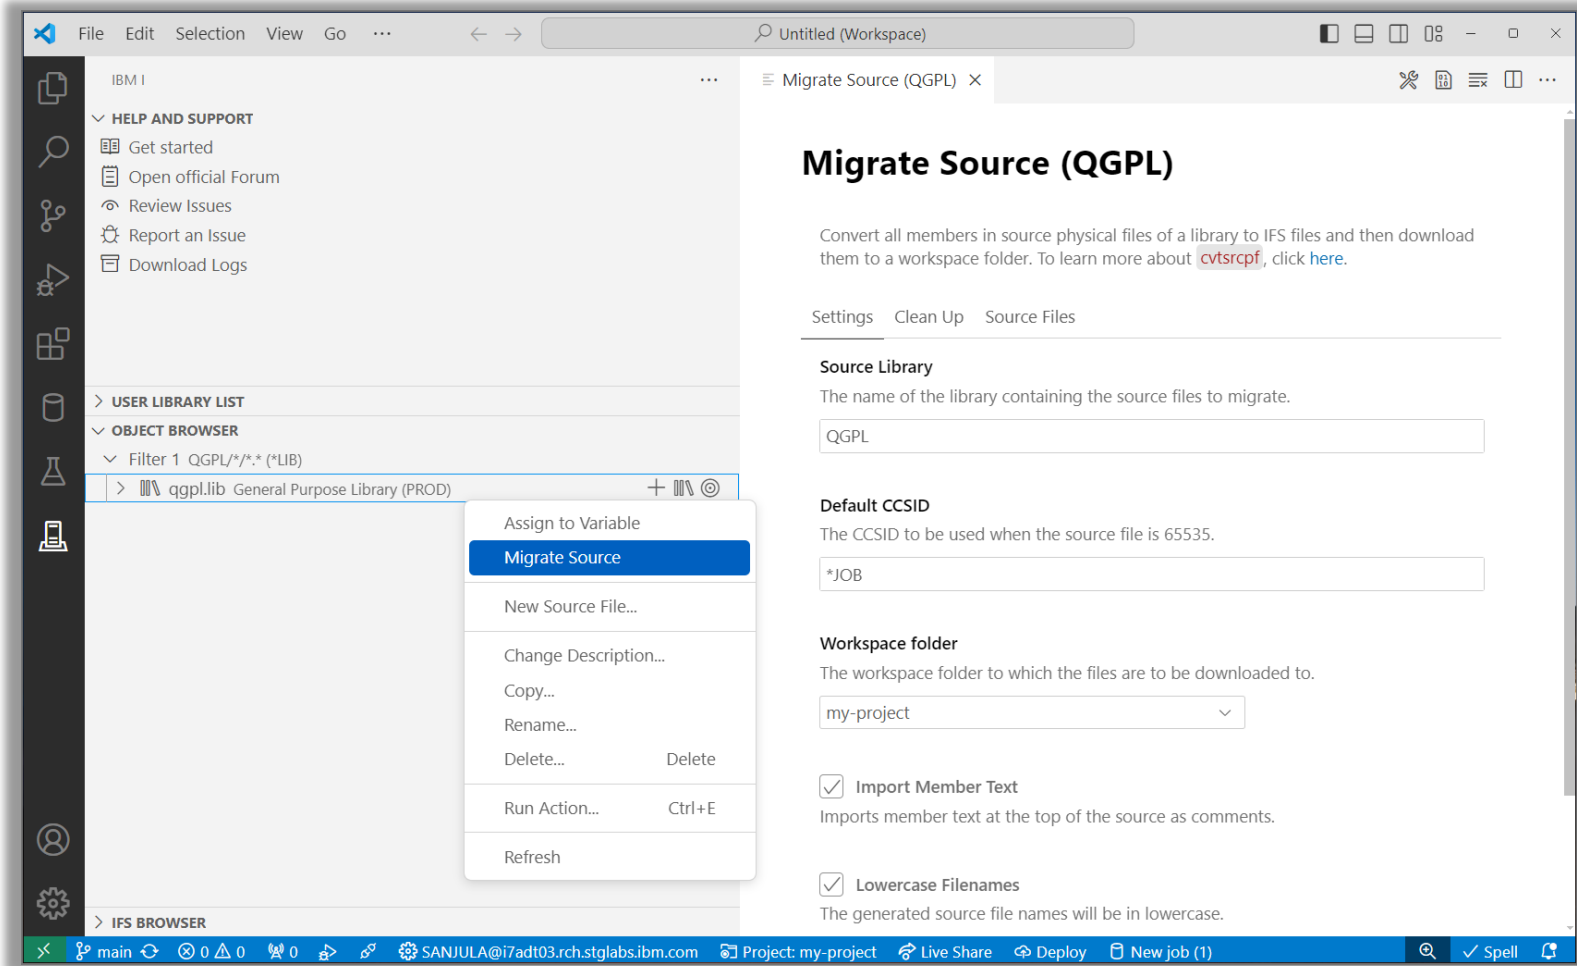 File Edit Selection View Go ···
Untitled (Workspace)
IBM I
Migrate Source (QGPL)
HELP AND SUPPORT
Get started
Open official Forum
Review Issues
Report an Issue
Download Logs
USER LIBRARY LIST
OBJECT BROWSER
Filter 1 QGPL/*/*.* (*LIB)
qgpl.lib General Purpose Library (PROD)
Assign to Variable
Migrate Source
New Source File...
Change Description...
Copy...
Rename...
Delete... Delete
Run Action... Ctrl+E
Refresh
IFS BROWSER
Migrate Source (QGPL)
Convert all members in source physical files of a library to IFS files and then download
them to a workspace folder. To learn more about cvtsrcpf, click here.
Settings Clean Up Source Files
Source Library
The name of the library containing the source files to migrate.
QGPL
Default CCSID
The CCSID to be used when the source file is 65535.
*JOB
Workspace folder
The workspace folder to which the files are to be downloaded to.
my-project
Import Member Text
Imports member text at the top of the source as comments.
Lowercase Filenames
The generated source file names will be in lowercase.
main 0 0 0 SANJULA@i7adt03.rch.stglabs.ibm.com Project: my-project Live Share Deploy New job (1) Spell